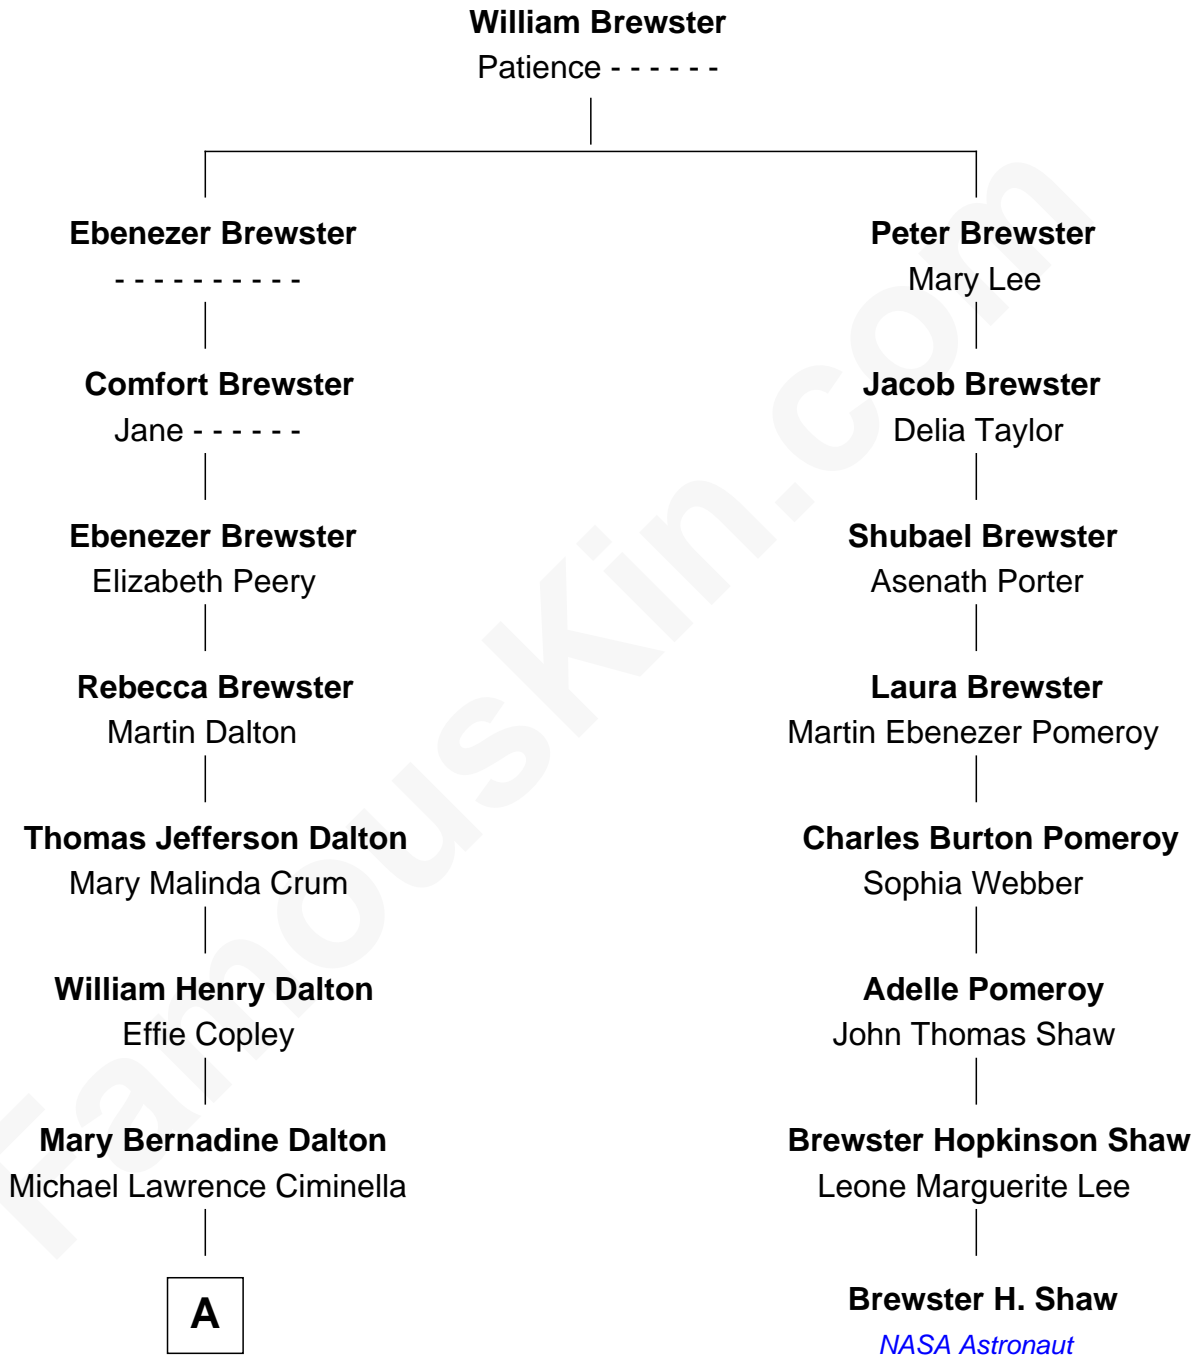 William Brewster
Patience - - - - - -
Ebenezer Brewster
- - - - - - - - - -
Comfort Brewster
Jane - - - - - -
Ebenezer Brewster
Elizabeth Peery
Rebecca Brewster
Martin Dalton
Thomas Jefferson Dalton
Mary Malinda Crum
William Henry Dalton
Effie Copley
Mary Bernadine Dalton
Michael Lawrence Ciminella
A
Peter Brewster
Mary Lee
Jacob Brewster
Delia Taylor
Shubael Brewster
Asenath Porter
Laura Brewster
Martin Ebenezer Pomeroy
Charles Burton Pomeroy
Sophia Webber
Adelle Pomeroy
John Thomas Shaw
Brewster Hopkinson Shaw
Leone Marguerite Lee
Brewster H. Shaw
NASA Astronaut
FamousKin.com